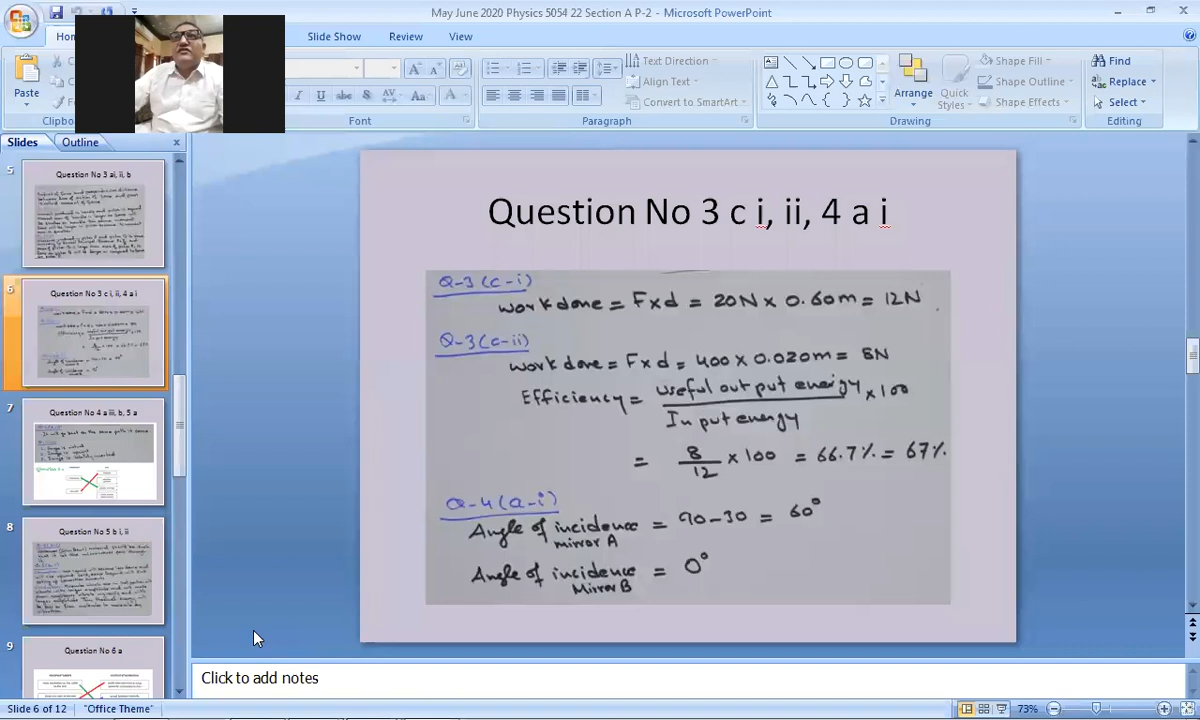 May June 2020 Physics 5054 22 Section A P-2 - Microsoft PowerPoint
Slide Show
Review
View
Paste
Text Direction
Align Text
Convert to SmartArt
Arrange
Quick Styles
Shape Fill
Shape Outline
Shape Effects
Find
Replace
Select
Font
Paragraph
Drawing
Editing
Slides
Outline
5
Question No 3 ai, ii, b
6
Question No 3 c i, ii, 4 a i
7
Question No 4 a iii, b, 5 a
8
Question No 5 b i, ii
9
Question No 6 a
Question No 3 c i, ii, 4 a i
Q-3(c-i)
Work done = F x d = 20N x 0.60m = 12N
Q-3(c-ii)
Work done = F x d = 400 x 0.020m = 8N
Efficiency = Useful out put energy / In put energy x 100
= 8/12 x 100 = 66.7% = 67%
Q-4(a-i)
Angle of incidence mirror A = 90-30 = 60°
Angle of incidence Mirror B = 0°
Click to add notes
Slide 6 of 12
"Office Theme"
73%